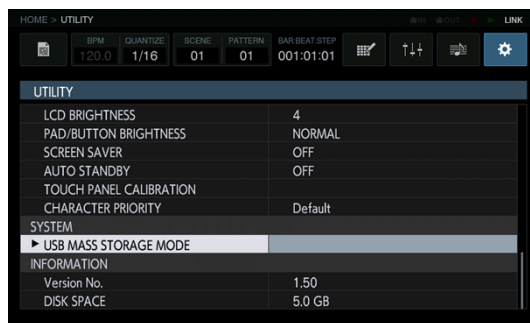 HOME > UTILITY
IN OUT LINK
BPM QUANTIZE SCENE PATTERN BAR:BEAT:STEP
120.0 1/16 01 01 001:01:01
UTILITY
LCD BRIGHTNESS 4
PAD/BUTTON BRIGHTNESS NORMAL
SCREEN SAVER OFF
AUTO STANDBY OFF
TOUCH PANEL CALIBRATION
CHARACTER PRIORITY Default
SYSTEM
USB MASS STORAGE MODE
INFORMATION
Version No. 1.50
DISK SPACE 5.0 GB